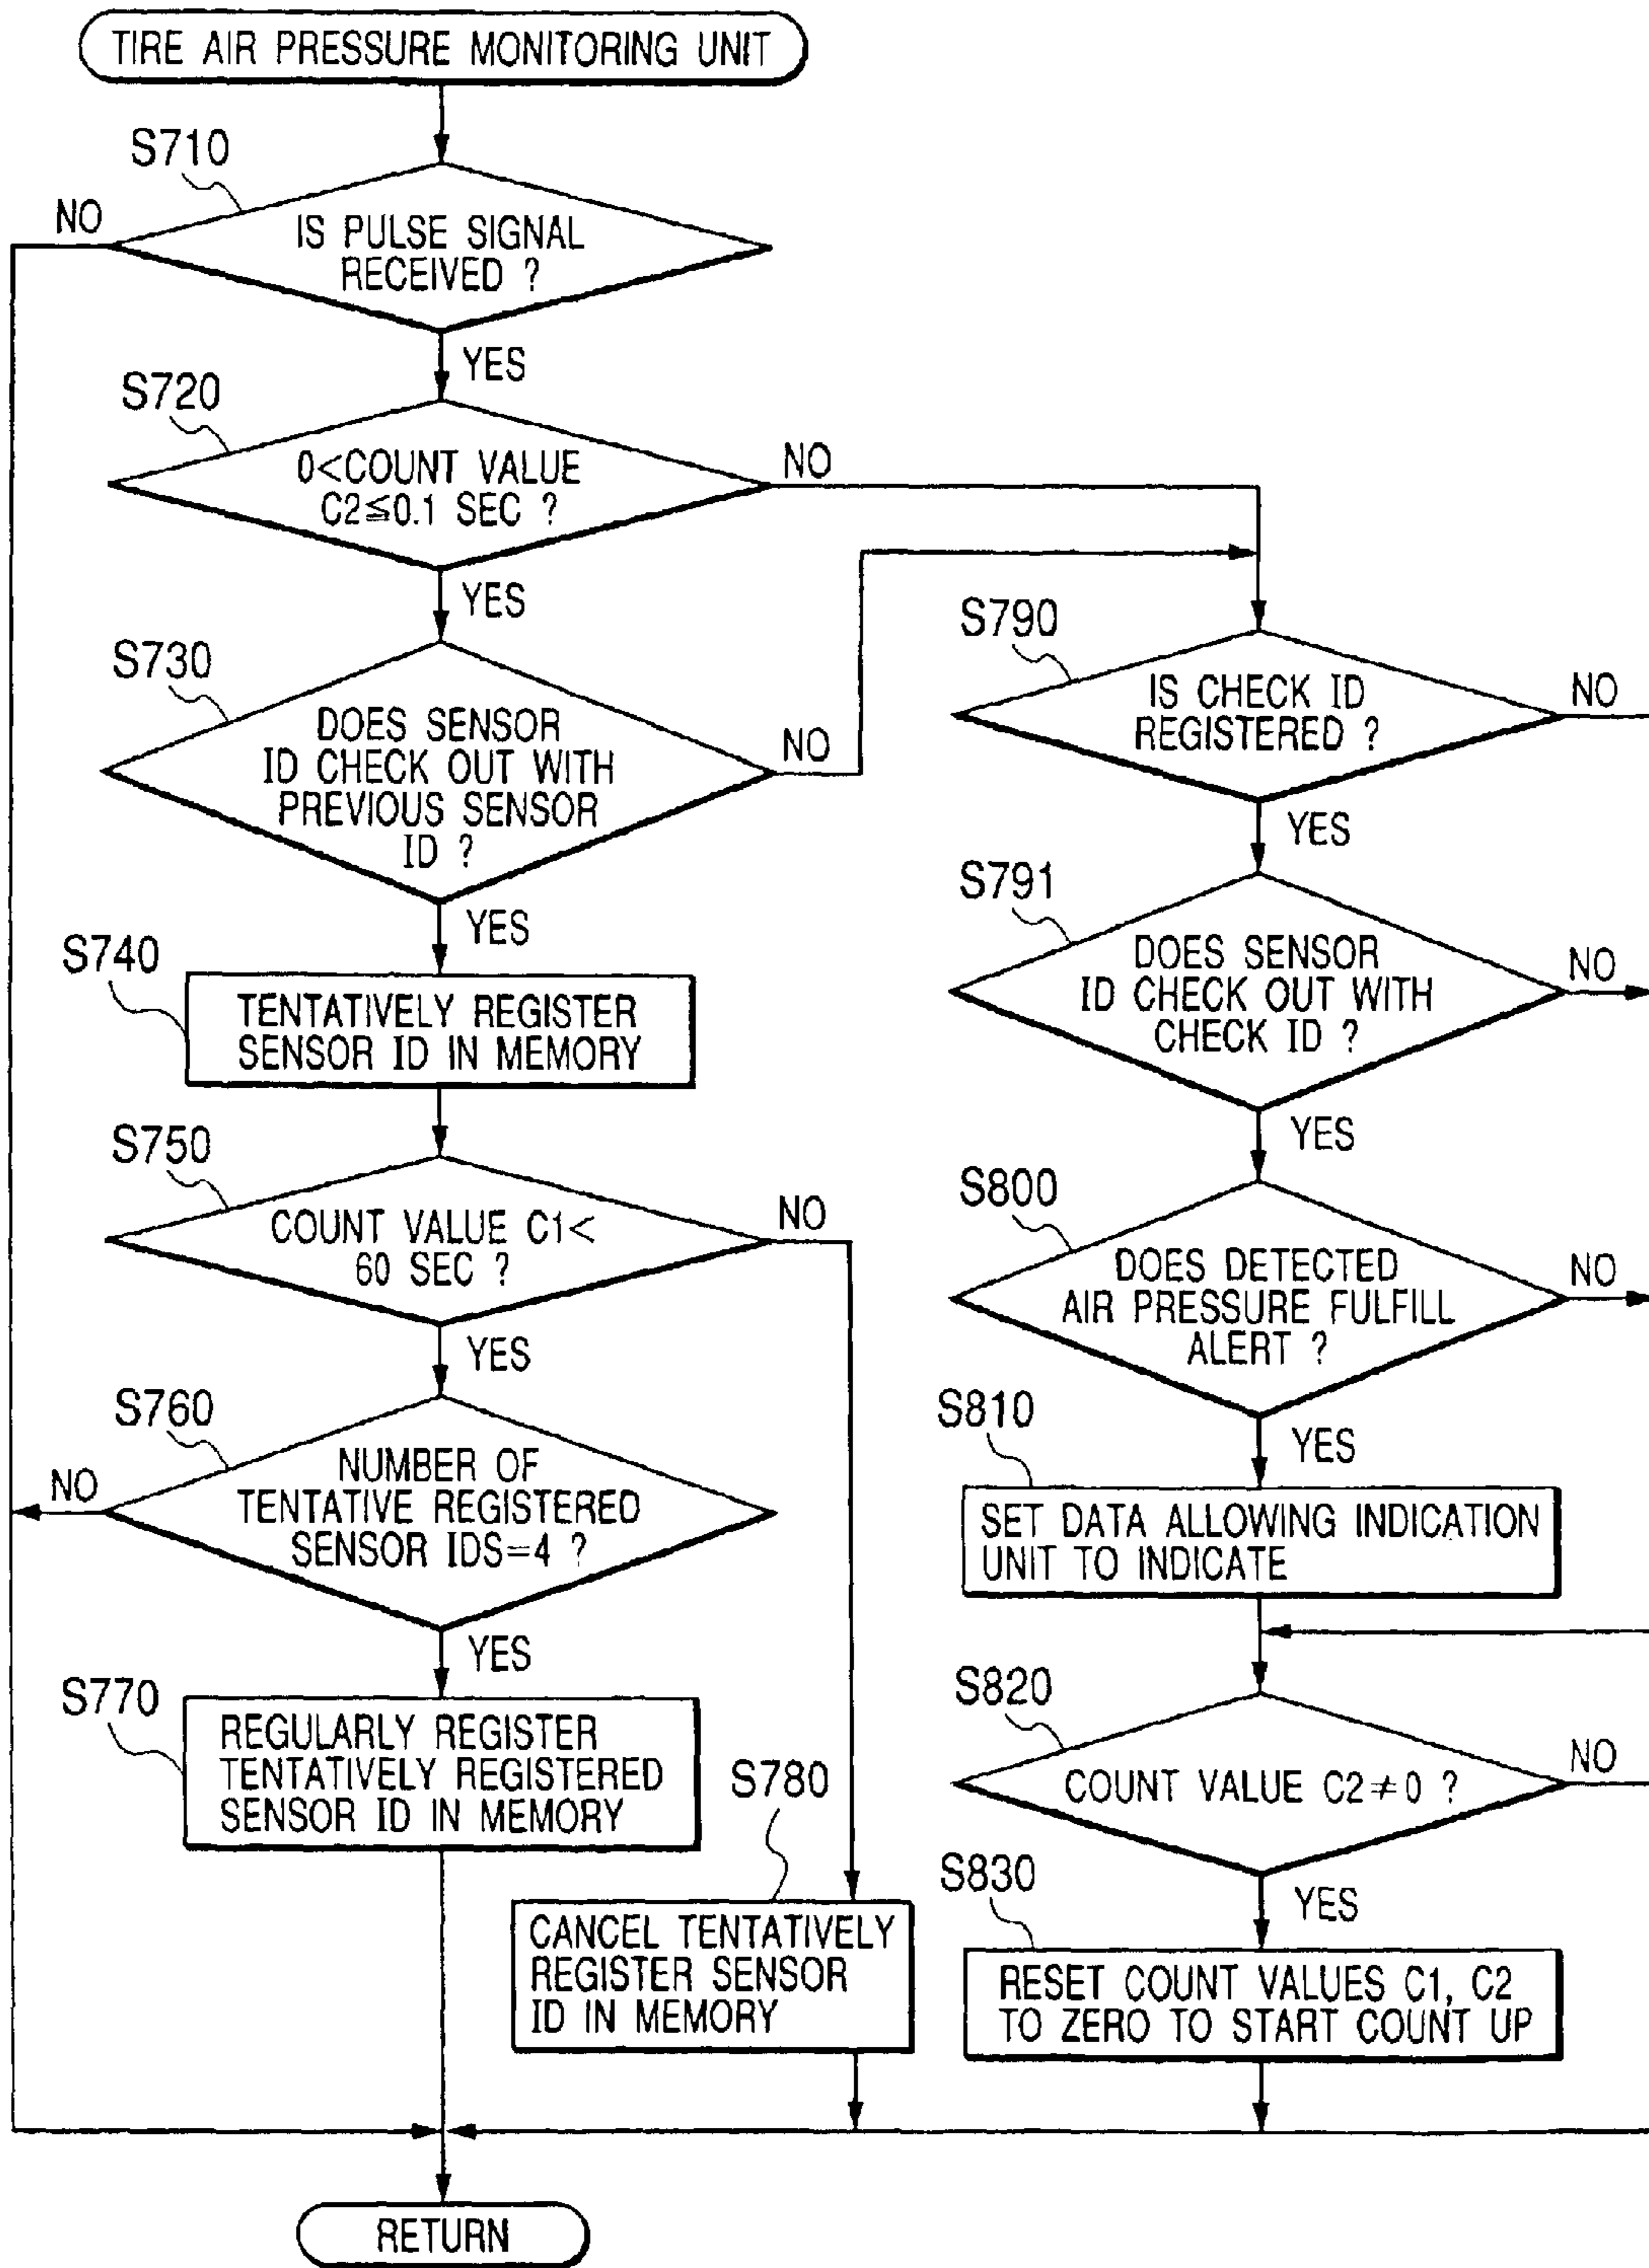 TIRE AIR PRESSURE MONITORING UNIT
S710
NO
IS PULSE SIGNAL
RECEIVED ?
YES
S720
0<COUNT VALUE
C2≦0.1 SEC ?
NO
YES
S730
DOES SENSOR
ID CHECK OUT WITH
PREVIOUS SENSOR
ID ?
NO
YES
S740
TENTATIVELY REGISTER
SENSOR ID IN MEMORY
S750
COUNT VALUE C1<
60 SEC ?
NO
YES
S760
NUMBER OF
TENTATIVE REGISTERED
SENSOR IDS=4 ?
NO
YES
S770
REGULARLY REGISTER
TENTATIVELY REGISTERED
SENSOR ID IN MEMORY
S780
CANCEL TENTATIVELY
REGISTER SENSOR
ID IN MEMORY
S790
IS CHECK ID
REGISTERED ?
NO
YES
S791
DOES SENSOR
ID CHECK OUT WITH
CHECK ID ?
NO
YES
S800
DOES DETECTED
AIR PRESSURE FULFILL
ALERT ?
NO
YES
S810
SET DATA ALLOWING INDICATION
UNIT TO INDICATE
S820
COUNT VALUE C2≠0 ?
NO
YES
S830
RESET COUNT VALUES C1, C2
TO ZERO TO START COUNT UP
RETURN